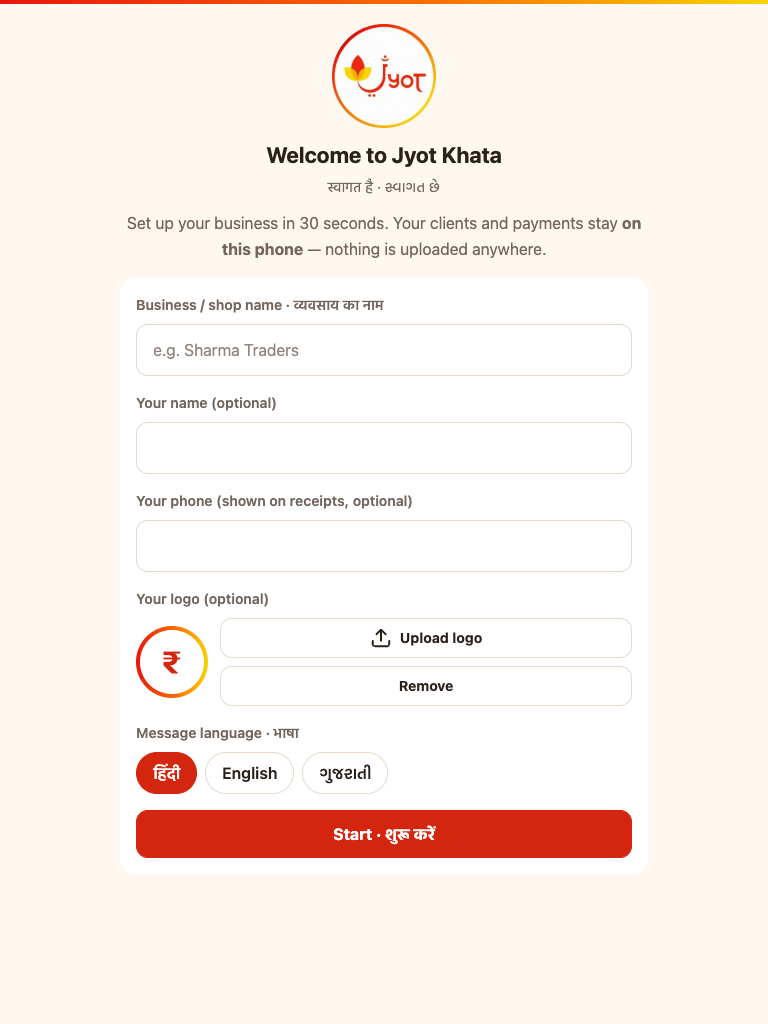 Jyot
Welcome to Jyot Khata
स्वागत है · સ્વાગત છે
Set up your business in 30 seconds. Your clients and payments stay on
this phone — nothing is uploaded anywhere.
Business / shop name · व्यवसाय का नाम
e.g. Sharma Traders
Your name (optional)
Your phone (shown on receipts, optional)
Your logo (optional)
₹
Upload logo
Remove
Message language · भाषा
हिंदी English ગુજરાતી
Start · शुरू करें